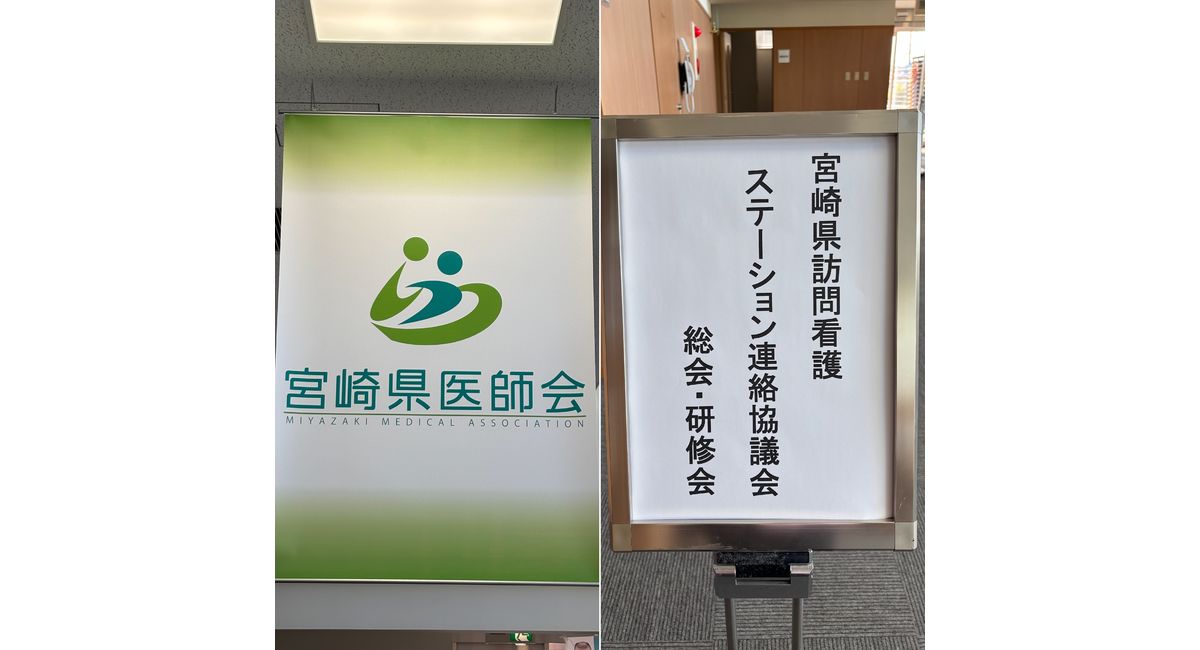 宮崎県医師会
MIYAZAKI MEDICAL ASSOCIATION
宮崎県訪問看護
ステーション連絡協議会
総会・研修会